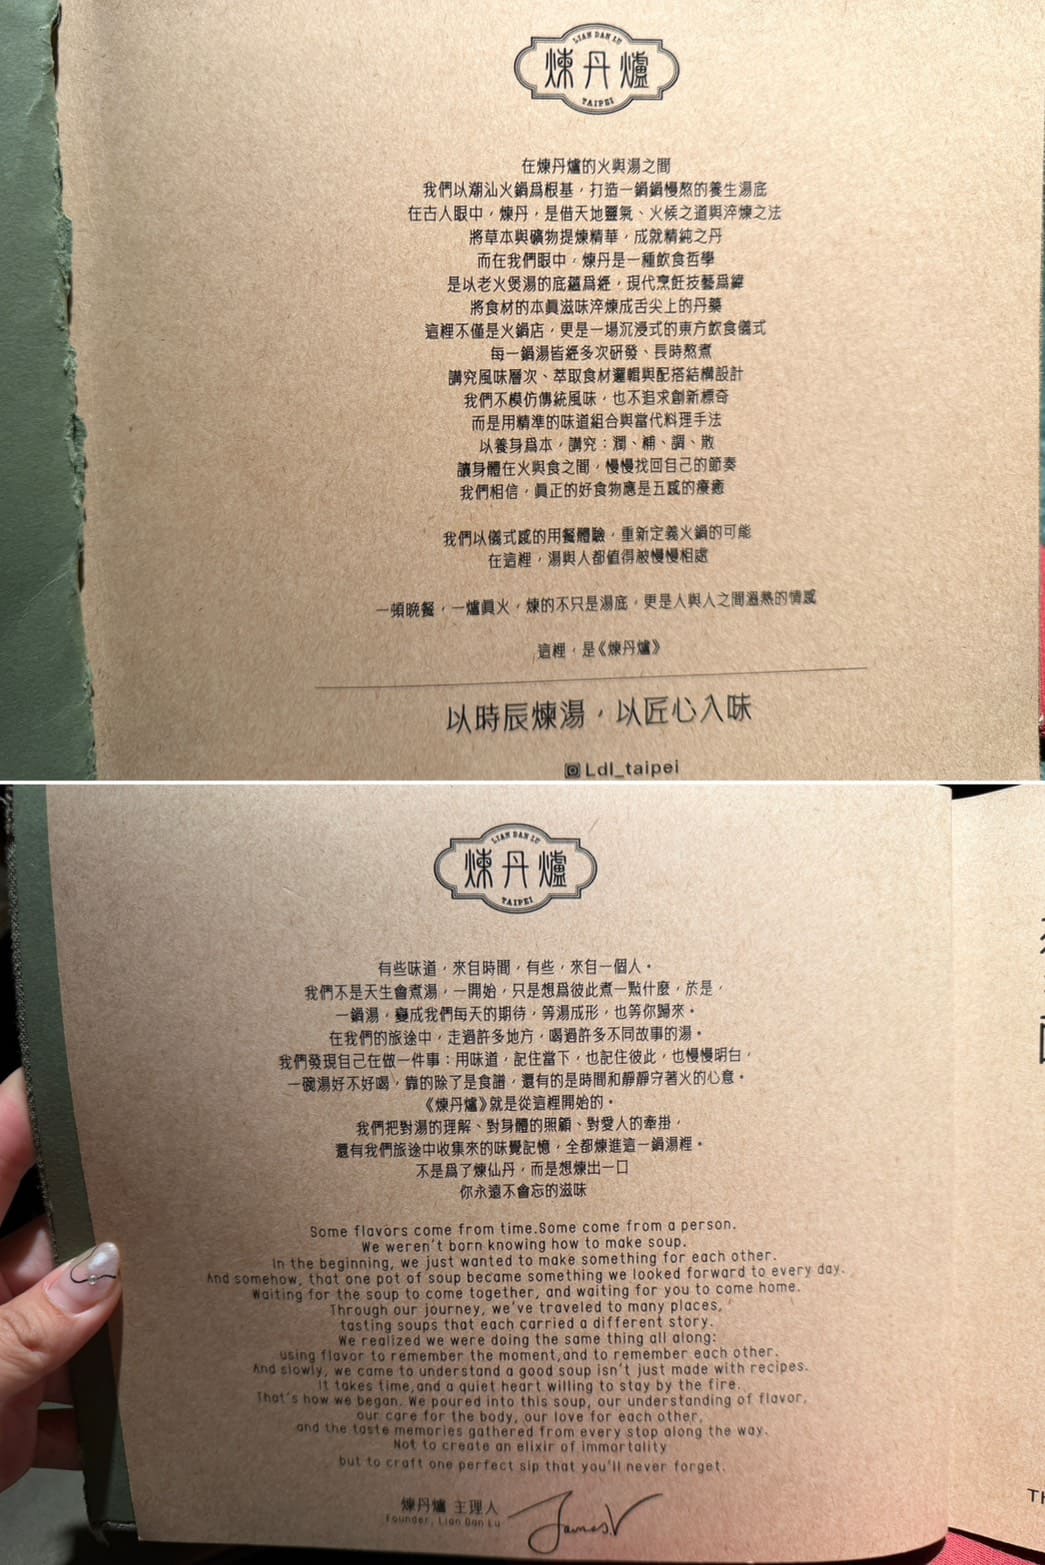 LIAN DAN LU
煉丹爐
TAIPEI
在煉丹爐的火與湯之間
我們以潮汕火鍋爲根基，打造一鍋鍋慢熬的養生湯底
在古人眼中，煉丹，是借天地靈氣、火候之道與淬煉之法
將草本與礦物提煉精華，成就精純之丹
而在我們眼中，煉丹是一種飲食哲學
是以老火煲湯的底蘊爲經，現代烹飪技藝爲緯
將食材的本眞滋味淬煉成舌尖上的丹藥
這裡不僅是火鍋店，更是一場沉浸式的東方飲食儀式
每一鍋湯皆經多次研發、長時熬煮
講究風味層次、萃取食材邏輯與配搭結構設計
我們不模仿傳統風味，也不追求創新標奇
而是用精準的味道組合與當代料理手法
以養身爲本，講究：潤、補、調、散
讓身體在火與食之間，慢慢找回自己的節奏
我們相信，眞正的好食物應是五感的療癒
我們以儀式感的用餐體驗，重新定義火鍋的可能
在這裡，湯與人都值得被慢慢相處
一頓晚餐，一爐眞火，煉的不只是湯底，更是人與人之間溫熱的情感
這裡，是《煉丹爐》
以時辰煉湯，以匠心入味
Ldl_taipei
LIAN DAN LU
煉丹爐
TAIPEI
有些味道，來自時間，有些，來自一個人。
我們不是天生會煮湯，一開始，只是想爲彼此煮一點什麼，於是，
一鍋湯，變成我們每天的期待，等湯成形，也等你歸來。
在我們的旅途中，走過許多地方，喝過許多不同故事的湯。
我們發現自己在做一件事：用味道，記住當下，也記住彼此，也慢慢明白，
一碗湯好不好喝，靠的除了是食譜，還有的是時間和靜靜守著火的心意。
《煉丹爐》就是從這裡開始的。
我們把對湯的理解、對身體的照顧、對愛人的牽掛，
還有我們旅途中收集來的味覺記憶，全都煉進這一鍋湯裡。
不是爲了煉仙丹，而是想煉出一口
你永遠不會忘的滋味
Some flavors come from time.Some come from a person.
We weren't born knowing how to make soup.
In the beginning, we just wanted to make something for each other.
And somehow, that one pot of soup became something we looked forward to every day.
Waiting for the soup to come together, and waiting for you to come home.
Through our journey, we've traveled to many places,
tasting soups that each carried a different story.
We realized we were doing the same thing all along:
using flavor to remember the moment,and to remember each other.
And slowly, we came to understand a good soup isn't just made with recipes.
It takes time,and a quiet heart willing to stay by the fire.
That's how we began. We poured into this soup, our understanding of flavor,
our care for the body, our love for each other,
and the taste memories gathered from every stop along the way.
Not to create an elixir of immortality
but to craft one perfect sip that you'll never forget.
煉丹爐 主理人
Founder, Lian Dan Lu
James.V
TH